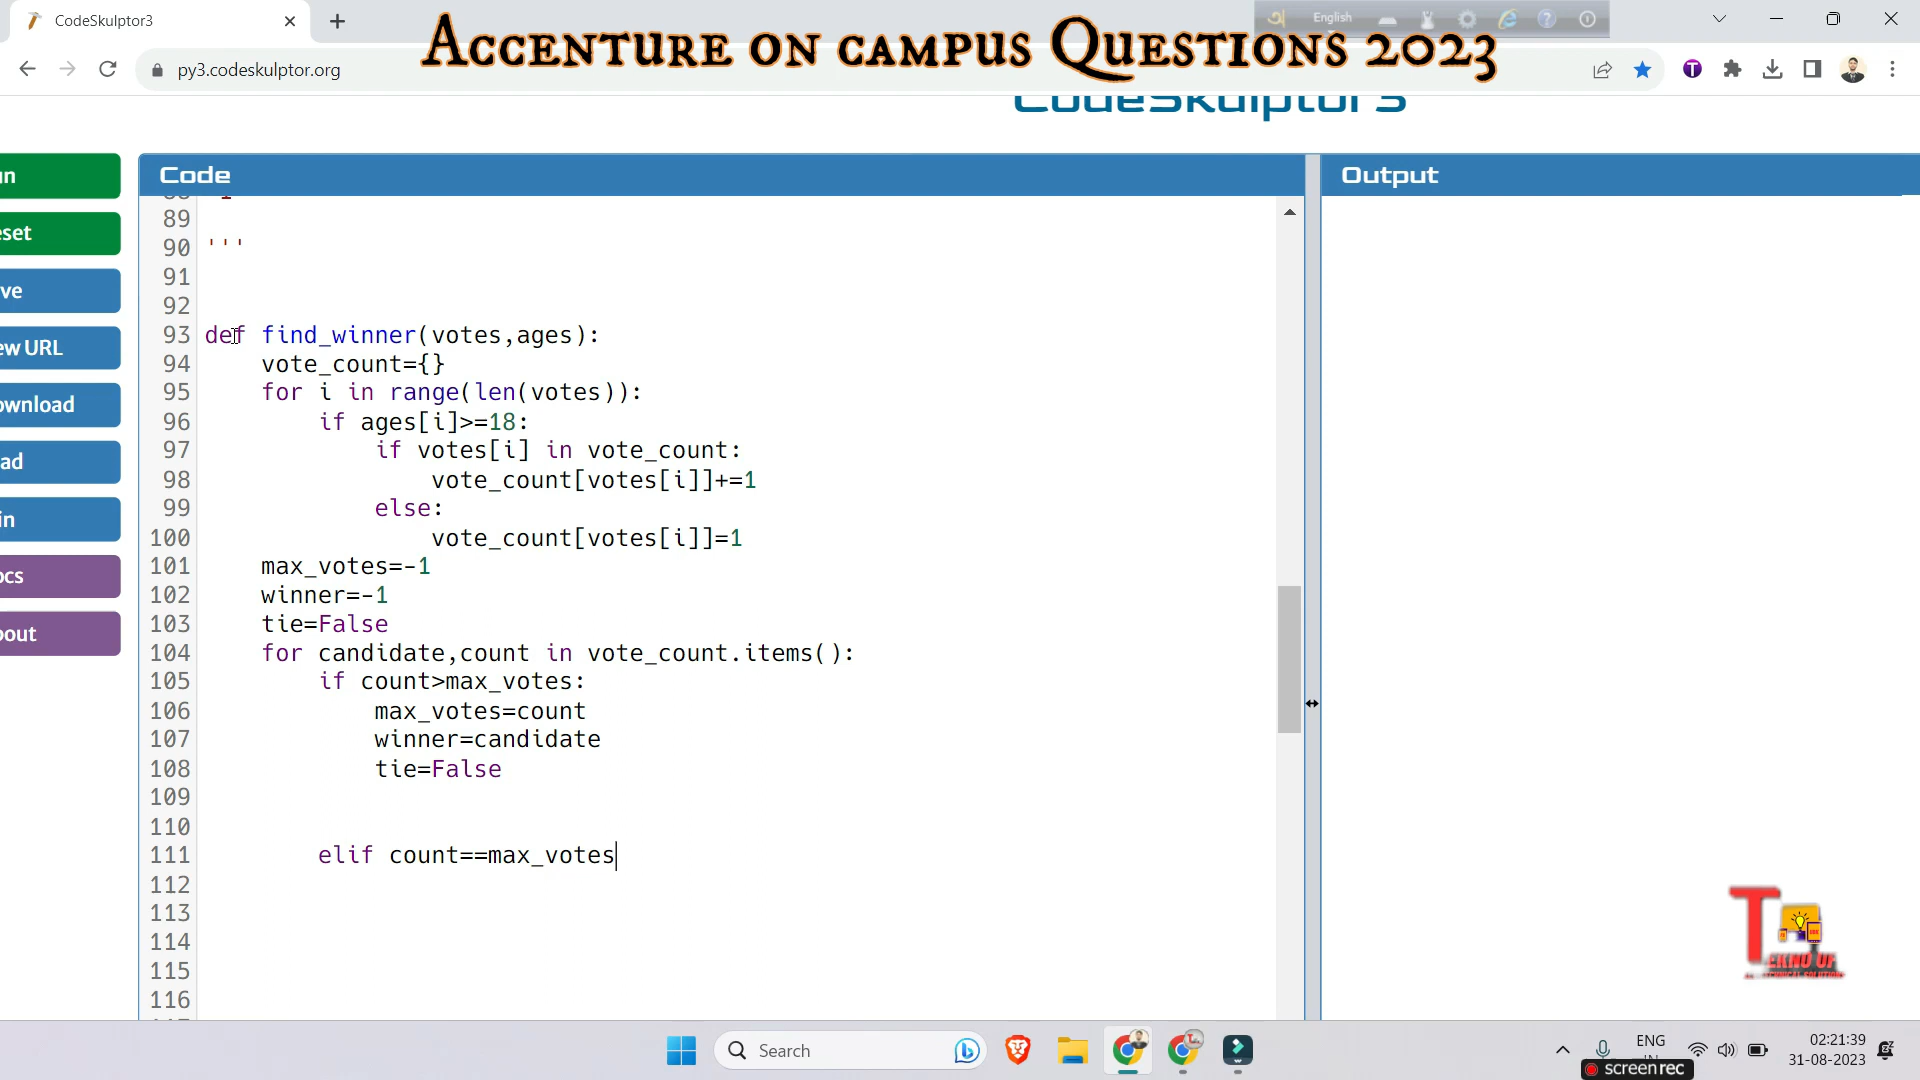 CodeSkulptor3
English
ACCENTURE ON CAMPUS QUESTIONS 2023
py3.codeskulptor.org
CodeSkulptor3
un
Code
Output
89
eset
90 '''
91
ve
92
93 def find_winner(votes,ages):
ew URL
94 vote_count={}
95 for i in range(len(votes)):
ownload
96 if ages[i]>=18:
97 if votes[i] in vote_count:
ad
98 vote_count[votes[i]]+=1
99 else:
in
100 vote_count[votes[i]]=1
101 max_votes=-1
ocs
102 winner=-1
103 tie=False
bout
104 for candidate,count in vote_count.items():
105 if count>max_votes:
106 max_votes=count
107 winner=candidate
108 tie=False
109
110
111 elif count==max_votes
112
113
114
115
116
TEKNO UF
Search
ENG
02:21:39
31-08-2023
screenrec